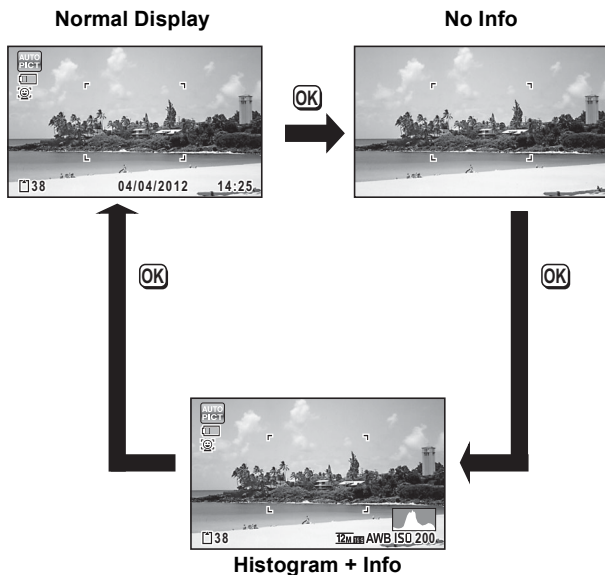 Normal Display
No Info
AUTO
PICT
38 04/04/2012 14:25
OK
OK
OK
AUTO
PICT
38 12M AWB ISO 200
Histogram + Info